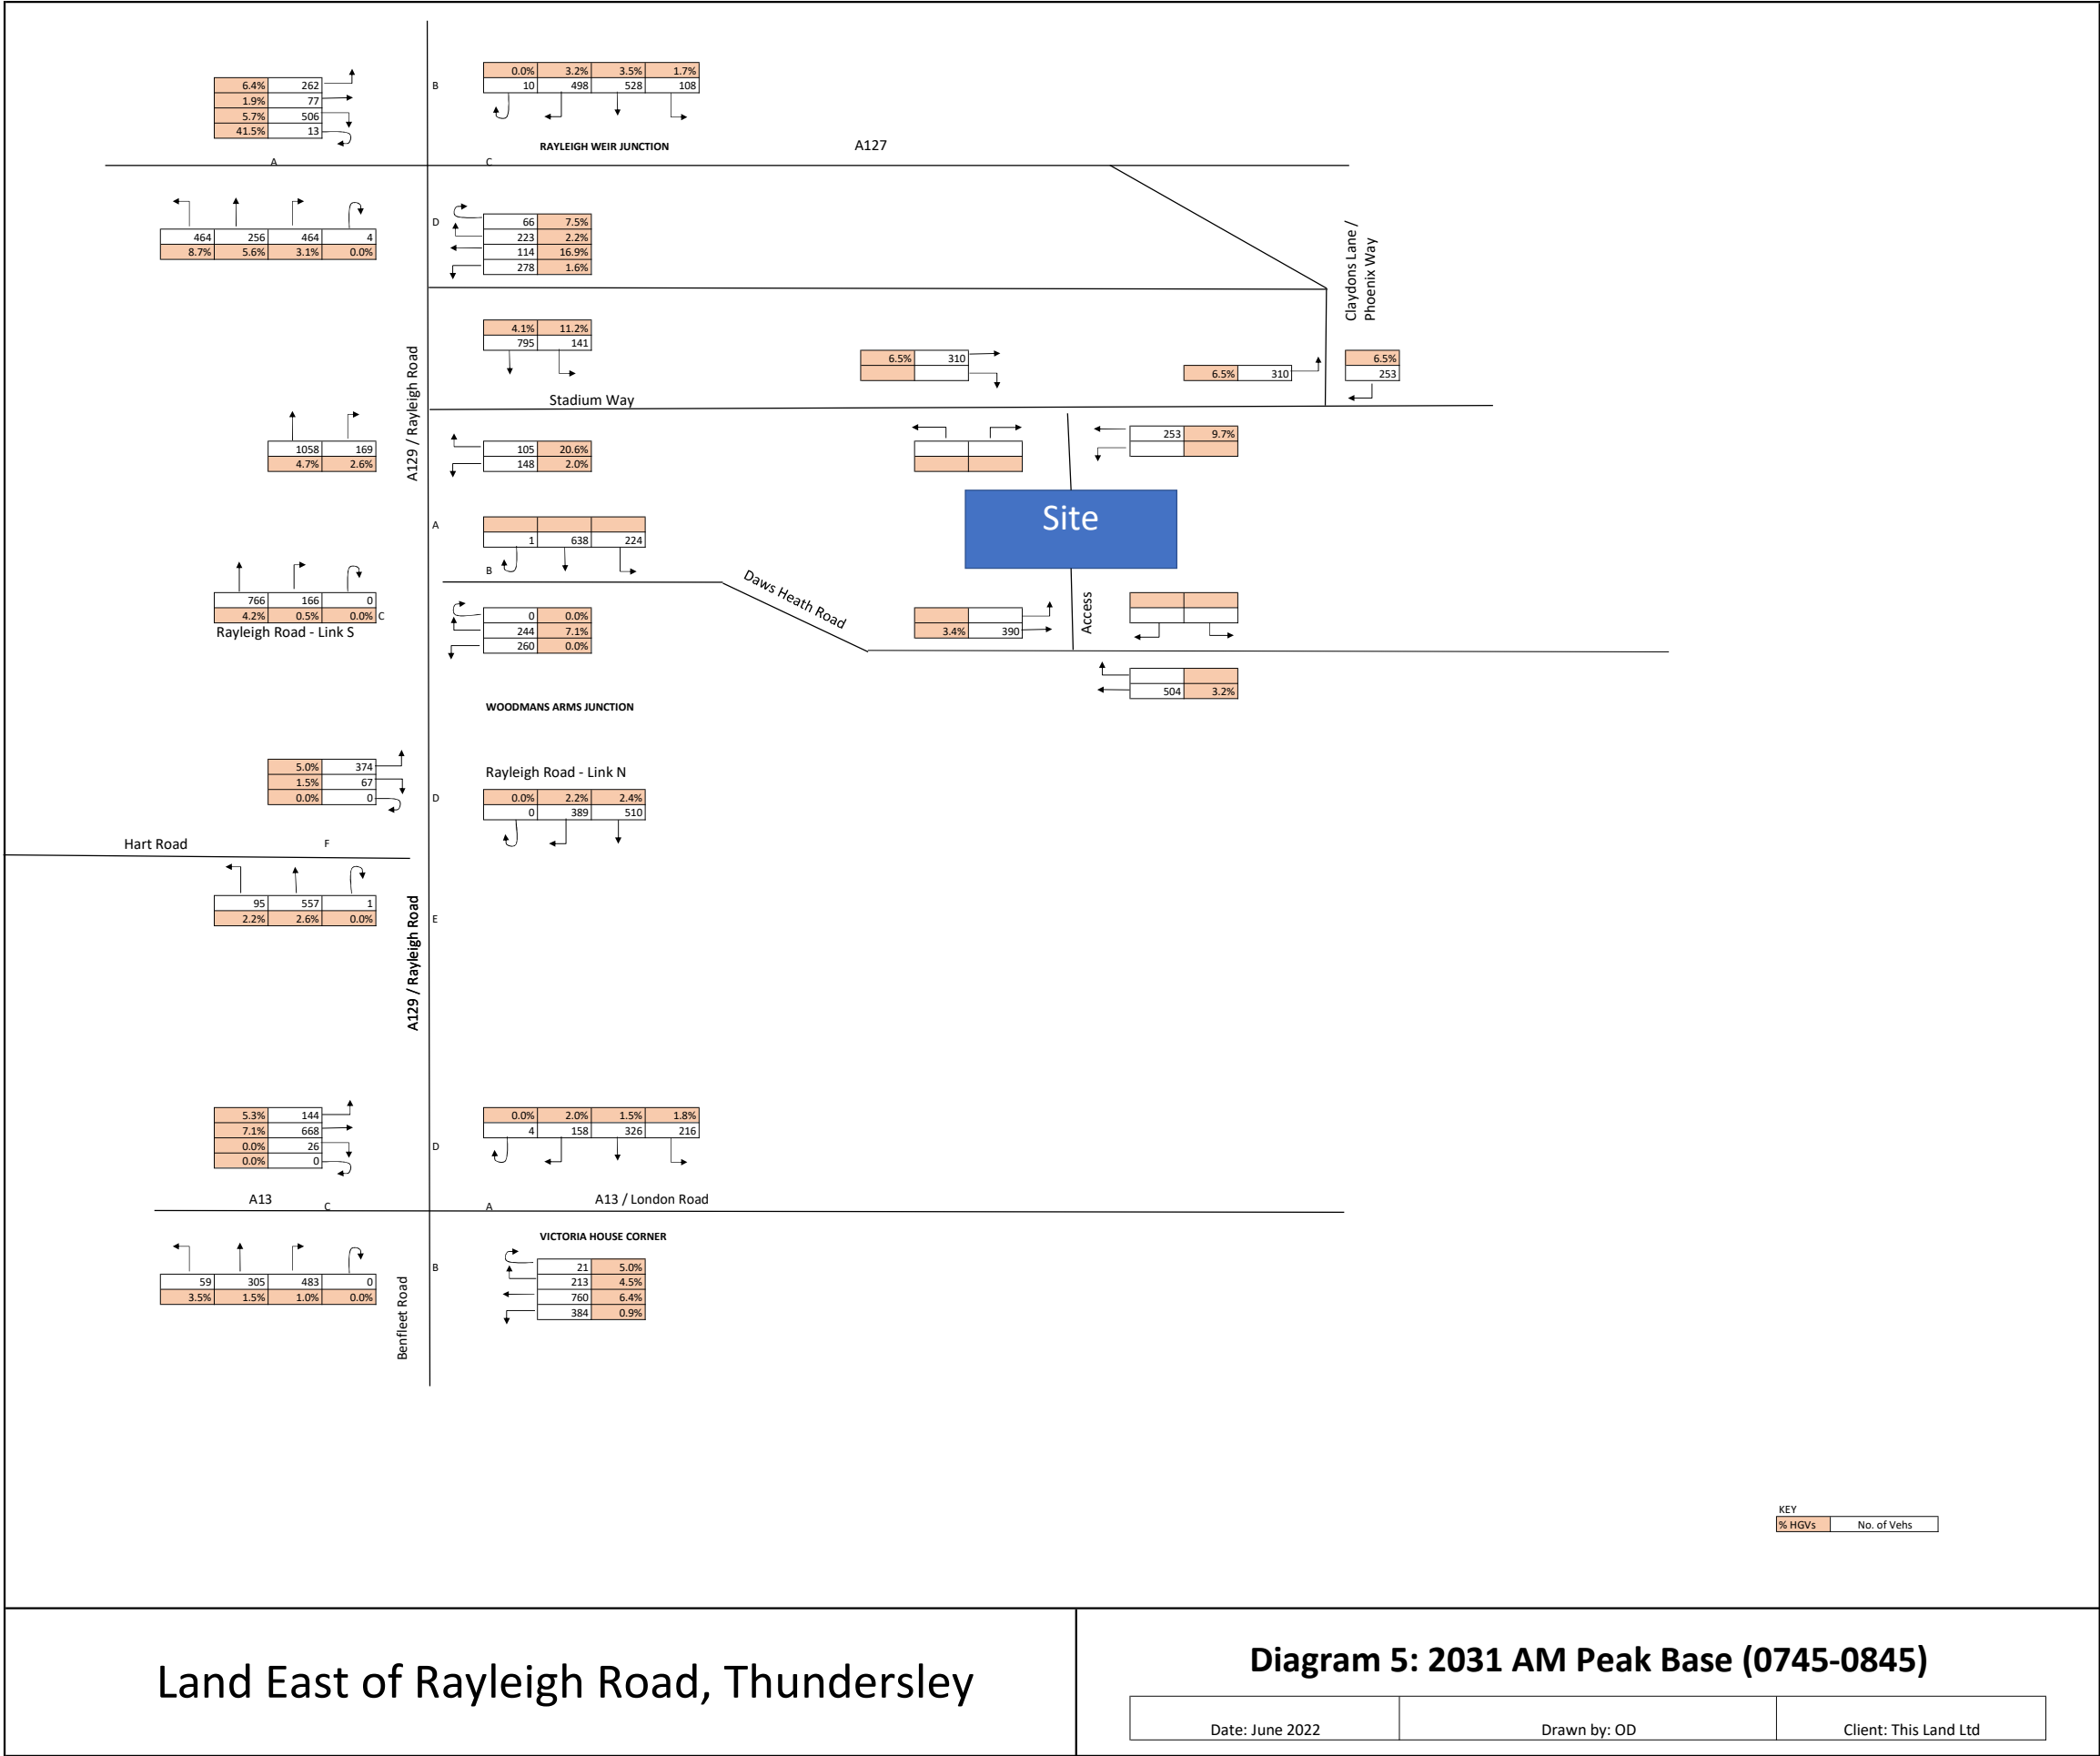 0.0% 3.2% 3.5% 1.7%
10 498 528 108
B
6.4% 262
1.9% 77
5.7% 506
41.5% 13
RAYLEIGH WEIR JUNCTION
A127
A
C
464 256 464 4
8.7% 5.6% 3.1% 0.0%
D
66 7.5%
223 2.2%
114 16.9%
278 1.6%
Claydons Lane /
Phoenix Way
4.1% 11.2%
795 141
6.5% 310
6.5% 310
6.5%
253
A129 / Rayleigh Road
Stadium Way
1058 169
4.7% 2.6%
105 20.6%
148 2.0%
253 9.7%
Site
A
1 638 224
B
766 166 0
4.2% 0.5% 0.0% C
Rayleigh Road - Link S
0 0.0%
244 7.1%
260 0.0%
Daws Heath Road
3.4% 390
Access
504 3.2%
WOODMANS ARMS JUNCTION
5.0% 374
1.5% 67
0.0% 0
Rayleigh Road - Link N
D
0.0% 2.2% 2.4%
0 389 510
Hart Road
F
95 557 1
2.2% 2.6% 0.0%
E
A129 / Rayleigh Road
5.3% 144
7.1% 668
0.0% 26
0.0% 0
D
0.0% 2.0% 1.5% 1.8%
4 158 326 216
A13
C
A
A13 / London Road
VICTORIA HOUSE CORNER
59 305 483 0
3.5% 1.5% 1.0% 0.0%
Benfleet Road
B
21 5.0%
213 4.5%
760 6.4%
384 0.9%
KEY
% HGVs No. of Vehs
Land East of Rayleigh Road, Thundersley
Diagram 5: 2031 AM Peak Base (0745-0845)
Date: June 2022 Drawn by: OD Client: This Land Ltd